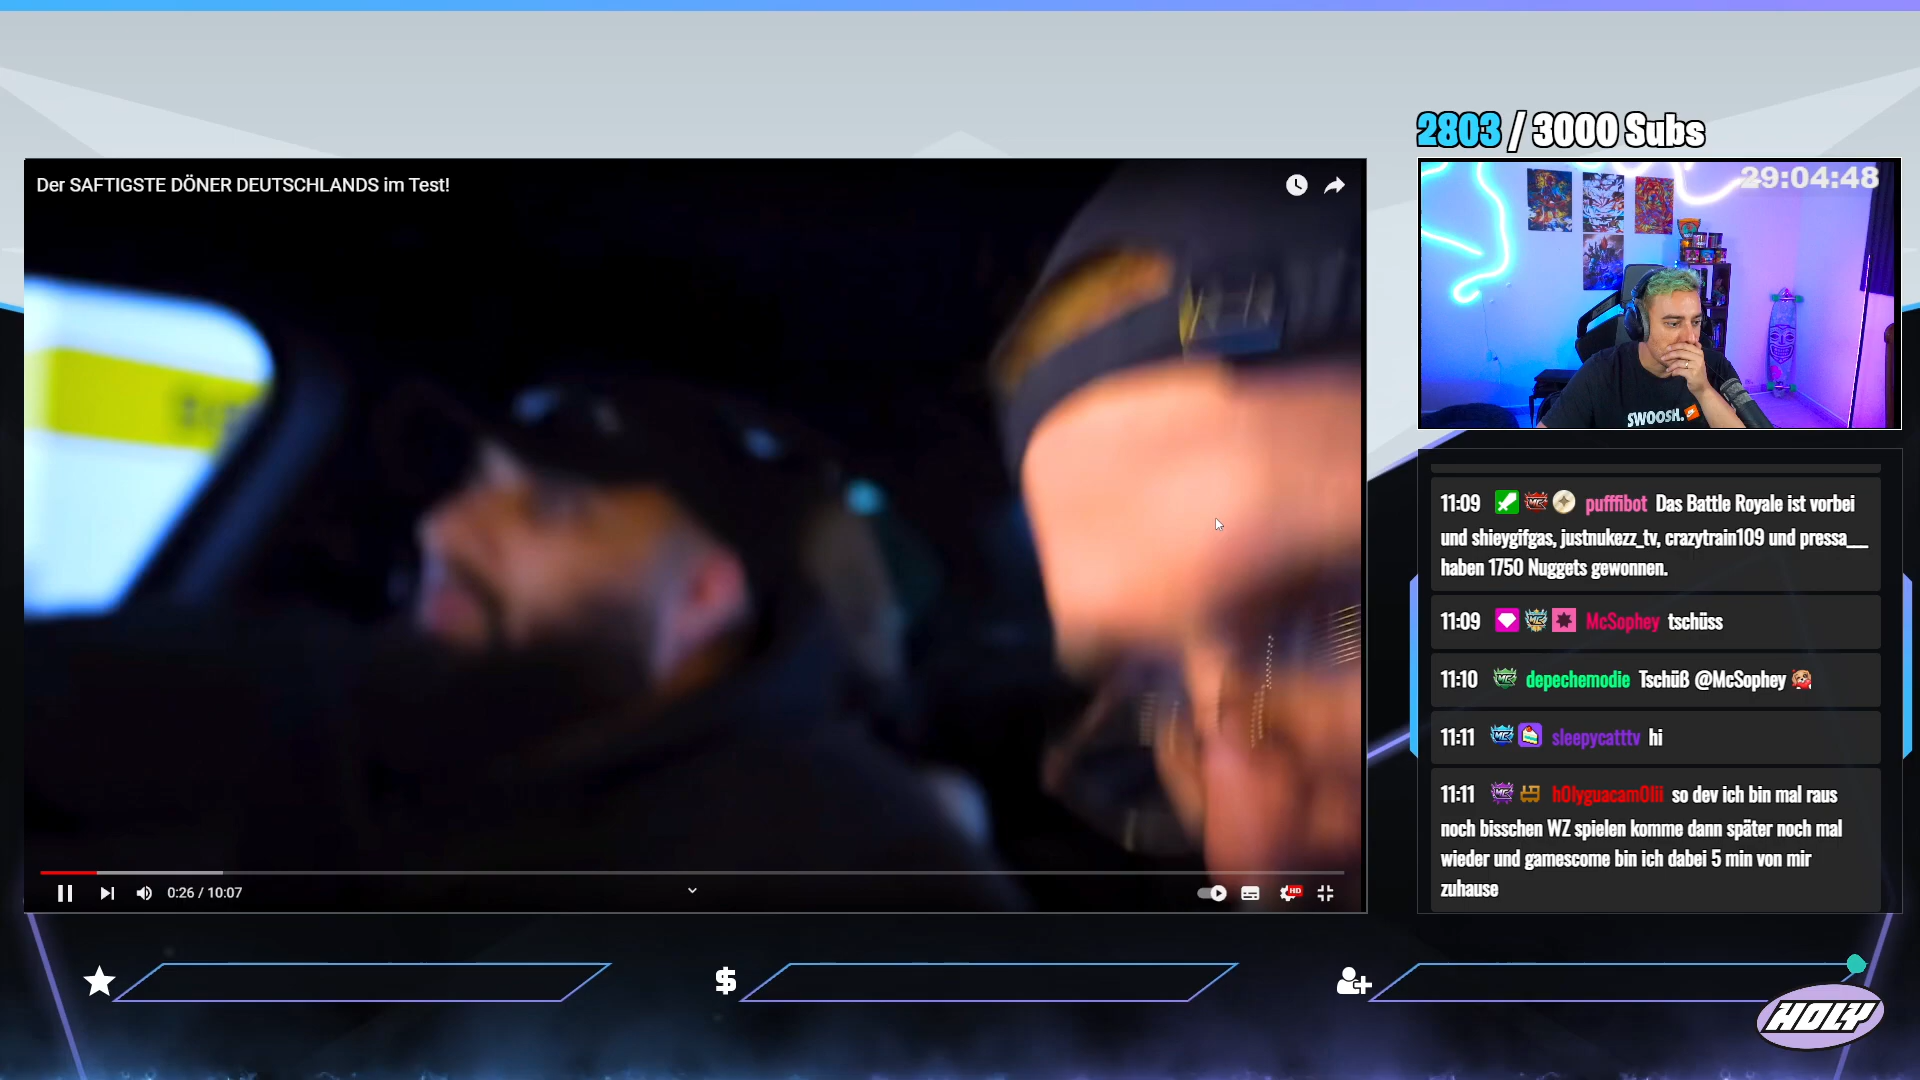 2803 / 3000 Subs
Der SAFTIGSTE DÖNER DEUTSCHLANDS im Test!
29:04:48
SWOOSH.
11:09 pufffibot Das Battle Royale ist vorbei
und shieygifgas, justnukezz_tv, crazytrain109 und pressa__
haben 1750 Nuggets gewonnen.
11:09 McSophey tschüss
11:10 depechemodie Tschüß @McSophey
11:11 sleepycatttv hi
11:11 h0lyguacam0lii so dev ich bin mal raus
noch bisschen WZ spielen komme dann später noch mal
wieder und gamescome bin ich dabei 5 min von mir
zuhause
0:26 / 10:07
HD
$
HOLY